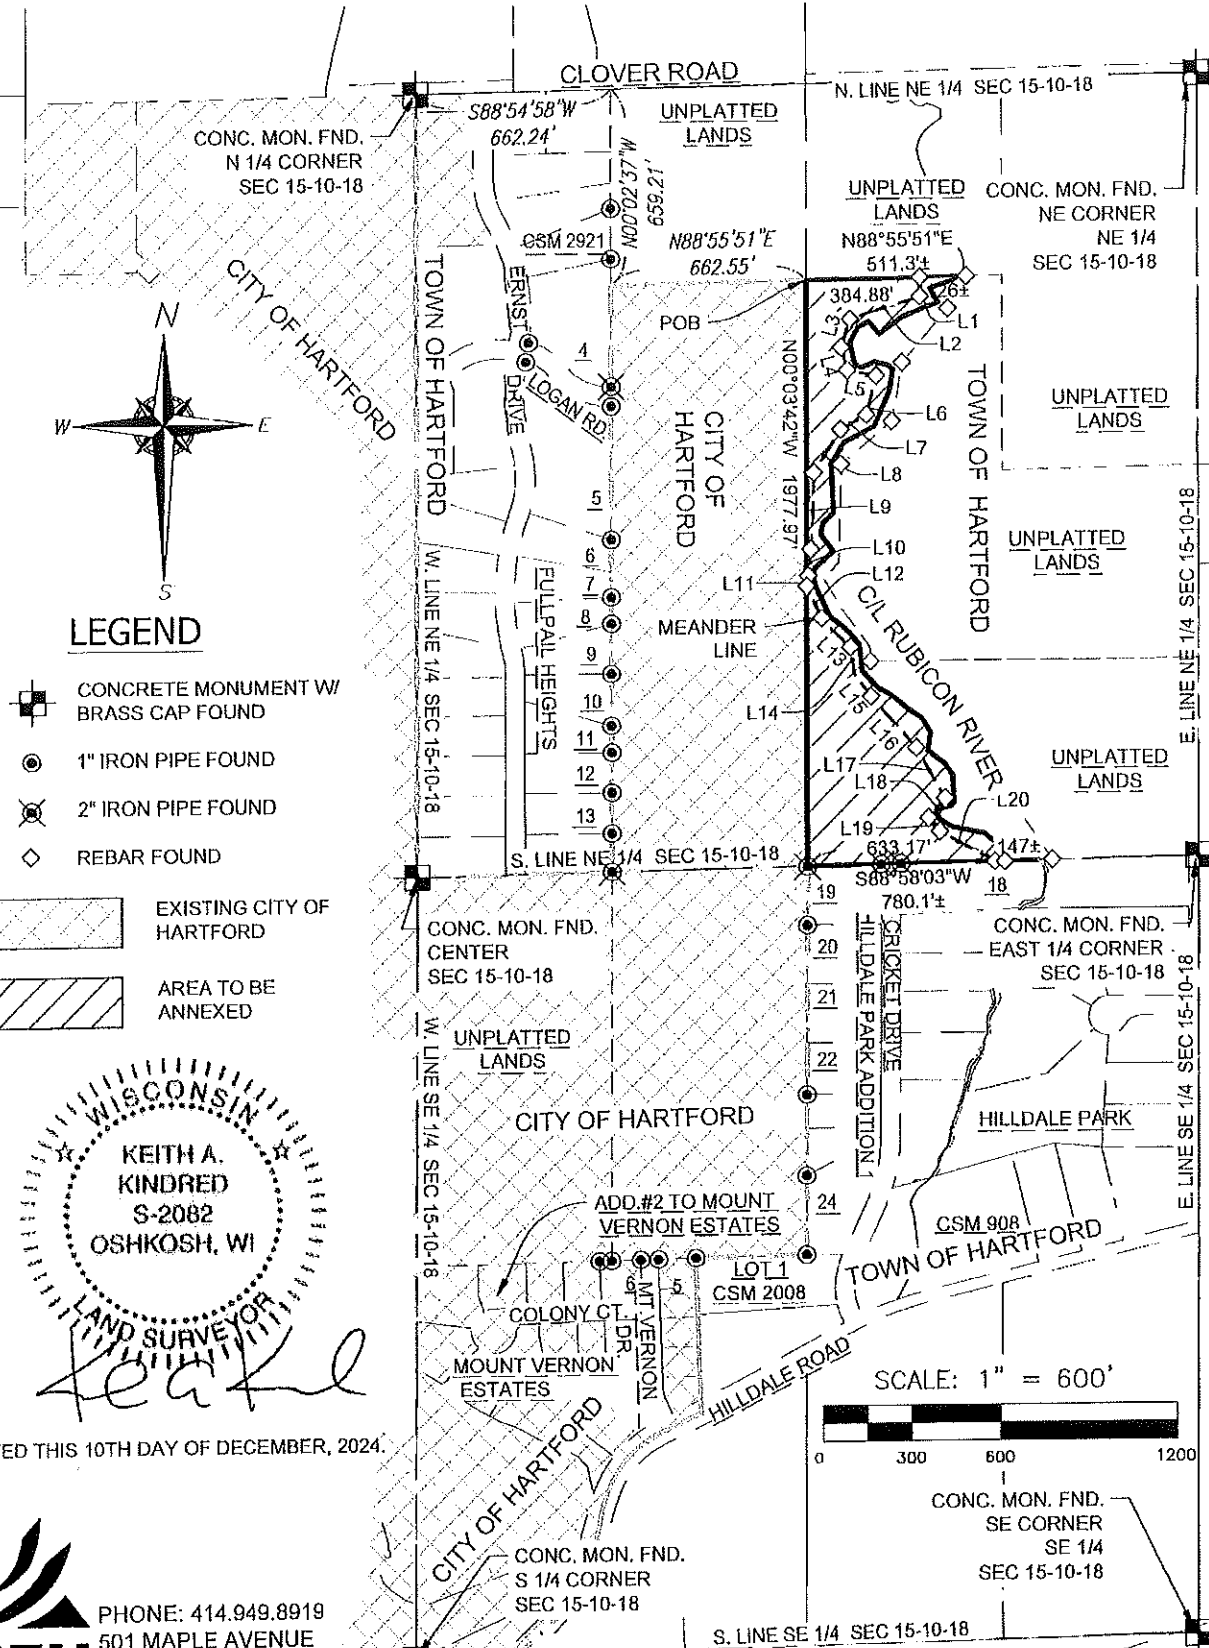 CLOVER ROAD
N. LINE NE 1/4 SEC 15-10-18
S88°54'58"W
662.24'
UNPLATTED
LANDS
CONC. MON. FND.
N 1/4 CORNER
SEC 15-10-18
N00°02'37"W
659.21'
UNPLATTED
LANDS
CONC. MON. FND.
NE CORNER
NE 1/4
SEC 15-10-18
CSM 2921
N88°55'51"E
662.55'
N88°55'51"E
511.3'±
384.88'
26±
CITY OF HARTFORD
TOWN OF HARTFORD
ERNST
DRIVE
LOGAN RD
POB
L1
L2
L3
L4
L5
L6
L7
L8
L9
L10
L11
L12
L13
L14
L15
L16
L17
L18
L19
L20
4
5
6
7
8
9
10
11
12
13
N00°03'42"W 1977.97'
CITY OF
HARTFORD
TOWN OF HARTFORD
UNPLATTED
LANDS
UNPLATTED
LANDS
UNPLATTED
LANDS
E. LINE NE 1/4 SEC 15-10-18
W. LINE NE 1/4 SEC 15-10-18
FULLPAIL HEIGHTS
MEANDER
LINE
C/L RUBICON RIVER
N
W
E
S
LEGEND
CONCRETE MONUMENT W/
BRASS CAP FOUND
1" IRON PIPE FOUND
2" IRON PIPE FOUND
REBAR FOUND
EXISTING CITY OF
HARTFORD
AREA TO BE
ANNEXED
S. LINE NE 1/4 SEC 15-10-18
633.17'
147±
S88°58'03"W
780.1'±
18
19
20
21
22
24
CONC. MON. FND.
CENTER
SEC 15-10-18
CONC. MON. FND.
EAST 1/4 CORNER
SEC 15-10-18
CRICKET DRIVE
HILLDALE PARK ADDITION 1
UNPLATTED
LANDS
W. LINE SE 1/4 SEC 15-10-18
E. LINE SE 1/4 SEC 15-10-18
CITY OF HARTFORD
HILLDALE PARK
ADD.#2 TO MOUNT
VERNON ESTATES
CSM 908
TOWN OF HARTFORD
LOT 1
CSM 2008
6
5
COLONY CT.
MT VERNON
DR
MOUNT VERNON
ESTATES
HILLDALE ROAD
CITY OF HARTFORD
WISCONSIN
KEITH A.
KINDRED
S-2082
OSHKOSH, WI
LAND SURVEYOR
ED THIS 10TH DAY OF DECEMBER, 2024.
SCALE: 1" = 600'
0 300 600 1200
CONC. MON. FND.
SE CORNER
SE 1/4
SEC 15-10-18
CONC. MON. FND.
S 1/4 CORNER
SEC 15-10-18
S. LINE SE 1/4 SEC 15-10-18
PHONE: 414.949.8919
501 MAPLE AVENUE